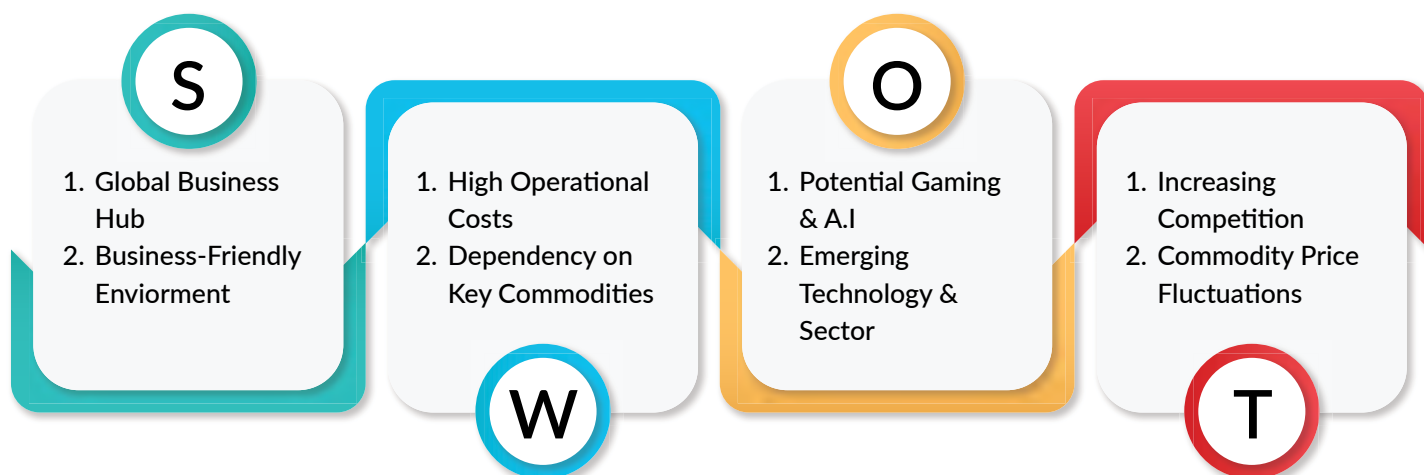 S
1. Global Business
Hub
2. Business-Friendly
Enviorment
W
1. High Operational
Costs
2. Dependency on
Key Commodities
O
1. Potential Gaming
& A.I
2. Emerging
Technology &
Sector
T
1. Increasing
Competition
2. Commodity Price
Fluctuations